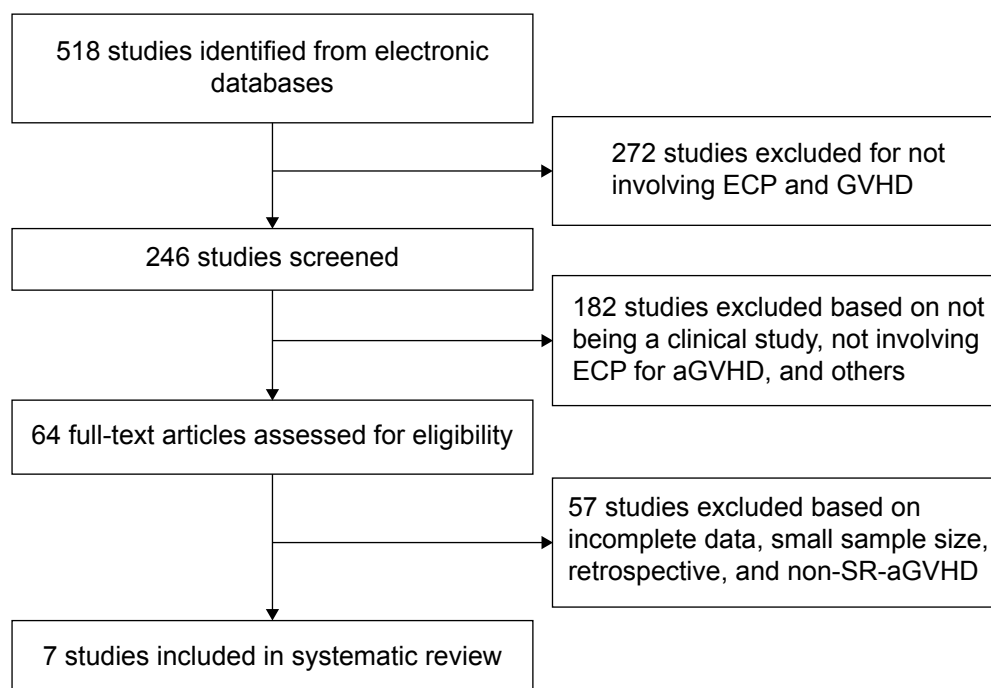 518 studies identified from electronic
databases
272 studies excluded for not
involving ECP and GVHD
246 studies screened
182 studies excluded based on not
being a clinical study, not involving
ECP for aGVHD, and others
64 full-text articles assessed for eligibility
57 studies excluded based on
incomplete data, small sample size,
retrospective, and non-SR-aGVHD
7 studies included in systematic review